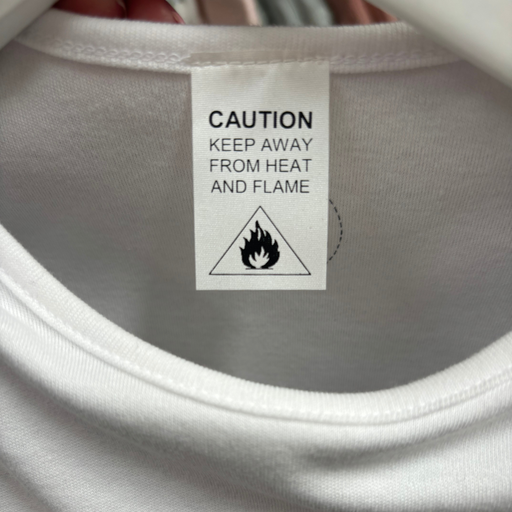 CAUTION
KEEP AWAY
FROM HEAT
AND FLAME